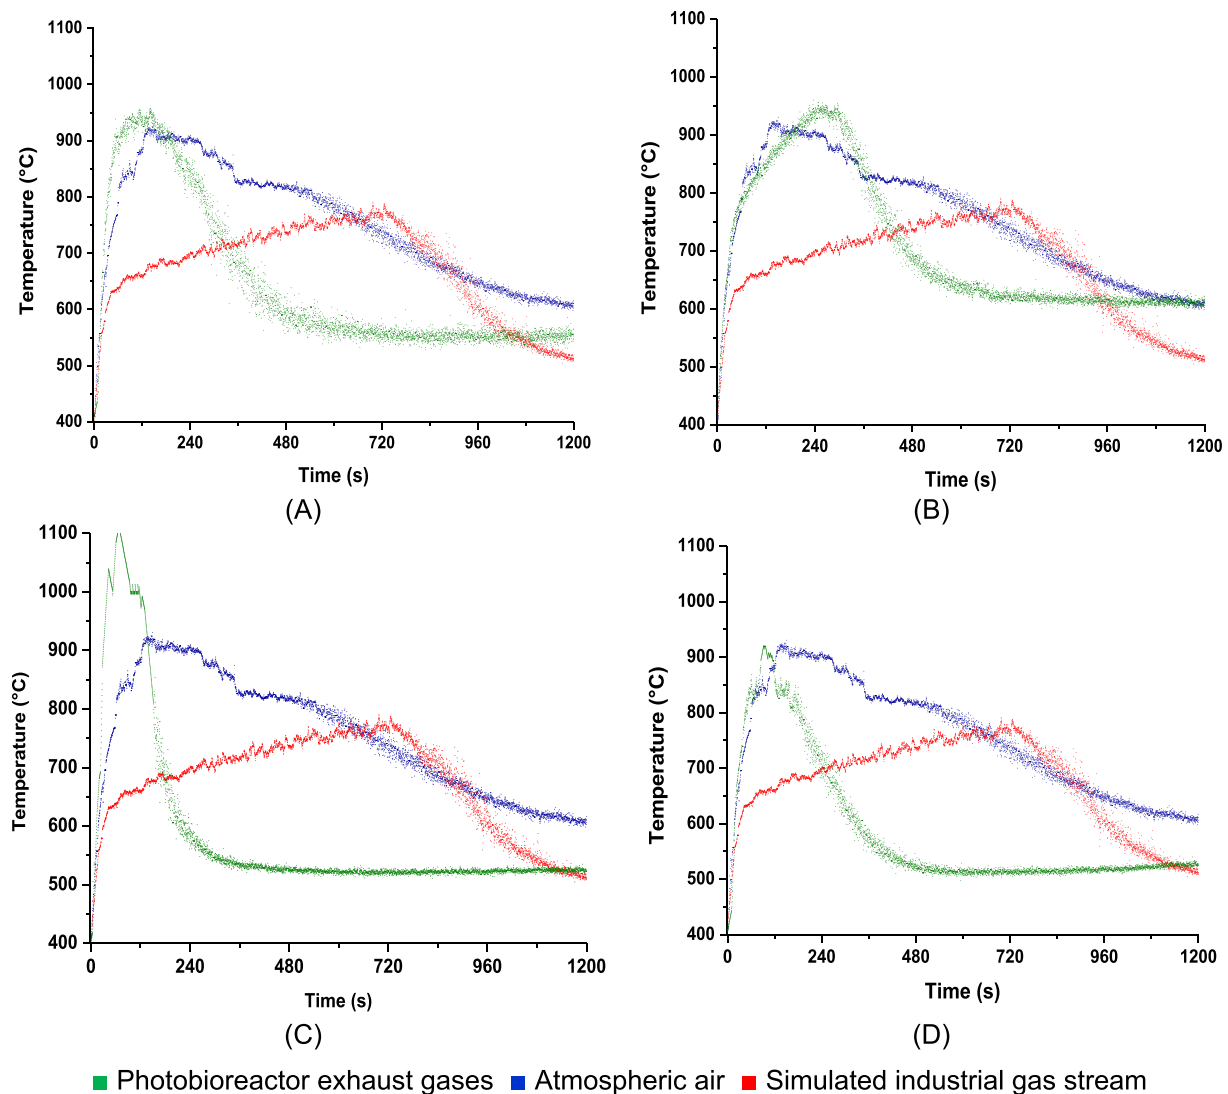 1100
1000
900
800
700
600
500
400
Temperature (°C)
0 240 480 720 960 1200
Time (s)
(A)
1100
1000
900
800
700
600
500
400
Temperature (°C)
0 240 480 720 960 1200
Time (s)
(B)
1100
1000
900
800
700
600
500
400
Temperature (°C)
0 240 480 720 960 1200
Time (s)
(C)
1100
1000
900
800
700
600
500
400
Temperature (°C)
0 240 480 720 960 1200
Time (s)
(D)
Photobioreactor exhaust gases Atmospheric air Simulated industrial gas stream